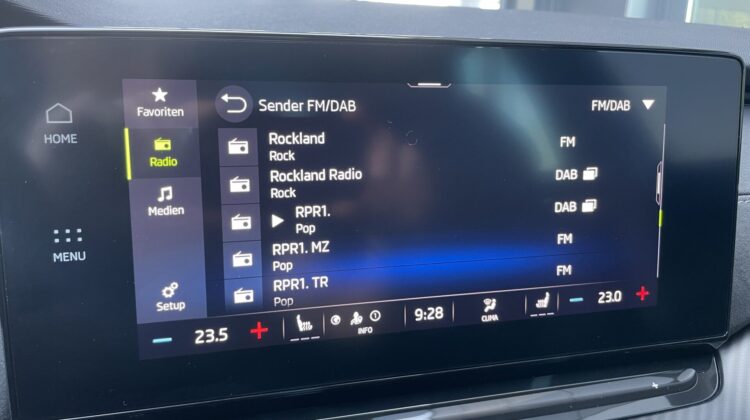 HOME
MENU
Favoriten
Radio
Medien
Setup
Sender FM/DAB
FM/DAB
Rockland
Rock
FM
Rockland Radio
Rock
DAB
RPR1.
Pop
DAB
RPR1. MZ
Pop
FM
RPR1. TR
Pop
FM
23.5
INFO
9:28
CLIMA
23.0